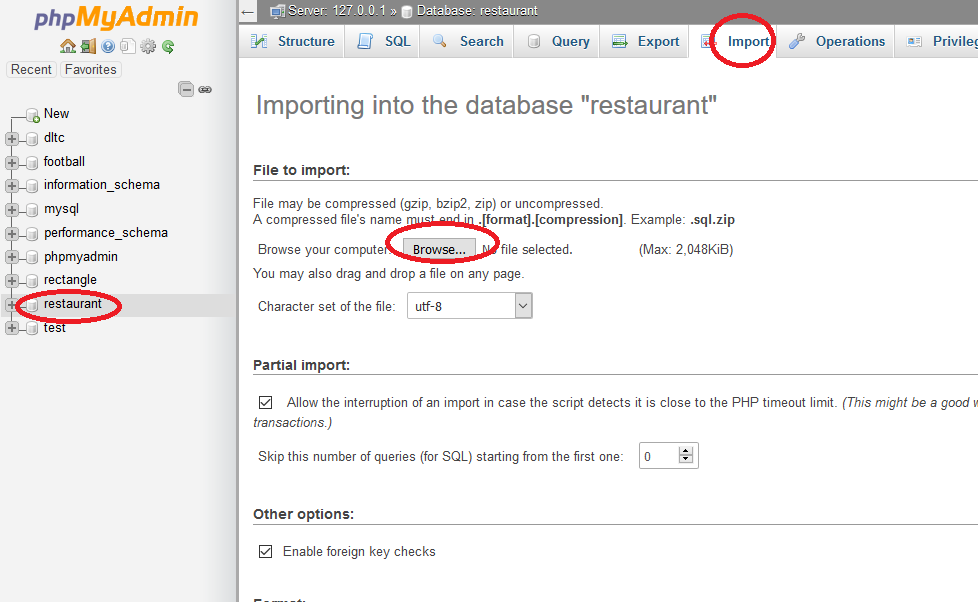 phpMyAdmin
Recent Favorites
New
dltc
football
information_schema
mysql
performance_schema
phpmyadmin
rectangle
restaurant
test
Server: 127.0.0.1 » Database: restaurant
Structure SQL Search Query Export Import Operations
Importing into the database "restaurant"
File to import:
File may be compressed (gzip, bzip2, zip) or uncompressed.
A compressed file's name must end in .[format].[compression]. Example: .sql.zip
Browse your computer: Browse... No file selected. (Max: 2,048KiB)
You may also drag and drop a file on any page.
Character set of the file: utf-8
Partial import:
Allow the interruption of an import in case the script detects it is close to the PHP timeout limit. (This might be a good
transactions.)
Skip this number of queries (for SQL) starting from the first one: 0
Other options:
Enable foreign key checks